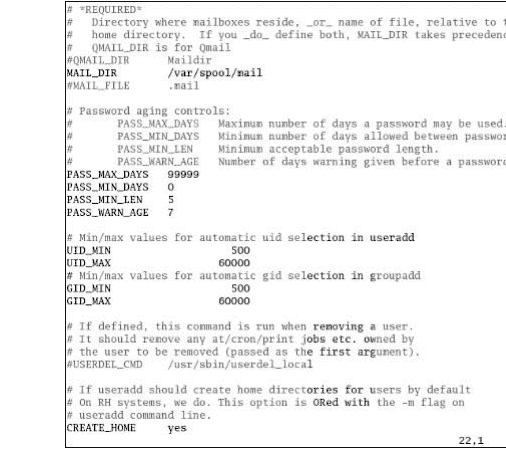 # *REQUIRED*
#   Directory where mailboxes reside, _or_ name of file, relative to
#   home directory.  If you _do_ define both, MAIL_DIR takes
#   QMAIL_DIR is for Qmail
#QMAIL_DIR      Maildir
MAIL_DIR        /var/spool/mail
#MAIL_FILE      .mail
# Password aging controls:
#       PASS_MAX_DAYS   Maximum number of days a password may be used.
#       PASS_MIN_DAYS   Minimum number of days allowed between
#       PASS_MIN_LEN    Minimum acceptable password length.
#       PASS_WARN_AGE   Number of days warning given before a
PASS_MAX_DAYS   99999
PASS_MIN_DAYS   0
PASS_MIN_LEN    5
PASS_WARN_AGE   7
# Min/max values for automatic uid selection in useradd
UID_MIN                   500
UID_MAX                 60000
# Min/max values for automatic gid selection in groupadd
GID_MIN                   500
GID_MAX                 60000
# If defined, this command is run when removing a user.
# It should remove any at/cron/print jobs etc. owned by
# the user to be removed (passed as the first argument).
#USERDEL_CMD    /usr/sbin/userdel_local
# If useradd should create home directories for users by default
# On RH systems, we do. This option is ORed with the -m flag on
# useradd command line.
CREATE_HOME     yes
22,1